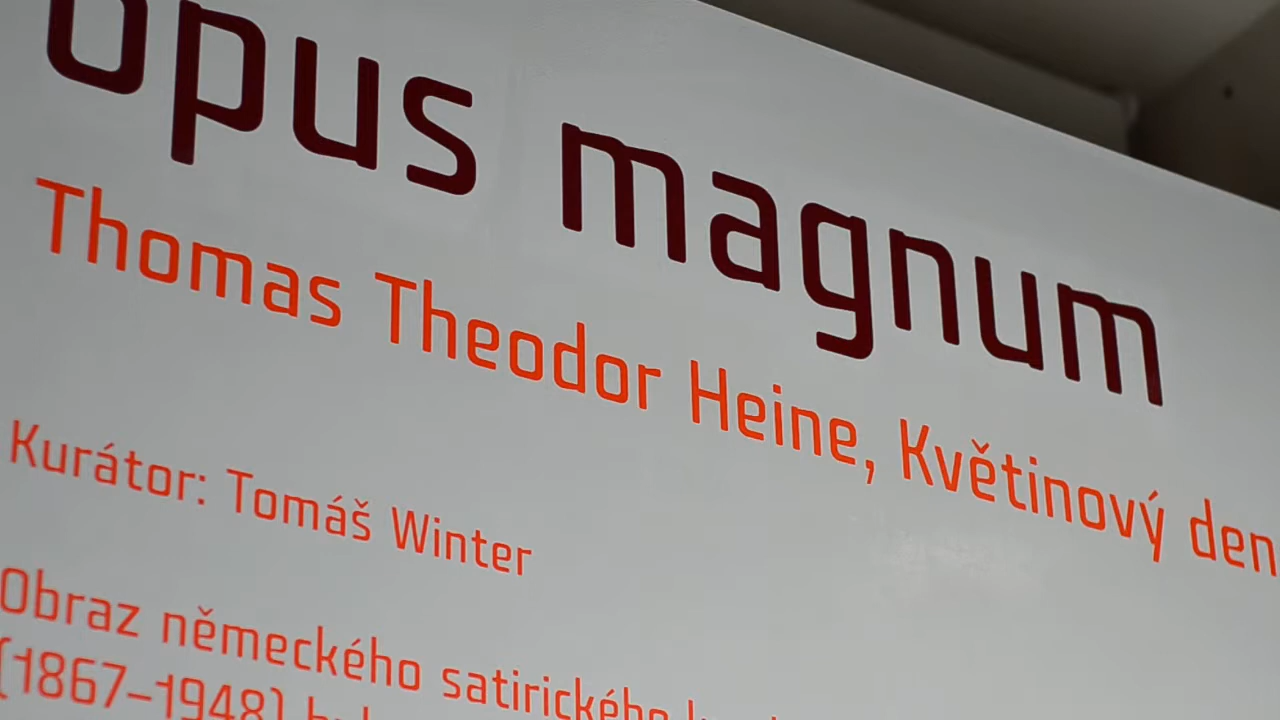 opus magnum
Thomas Theodor Heine, Květinový den
Kurátor: Tomáš Winter
Obraz německého satirického
(1867–1948)